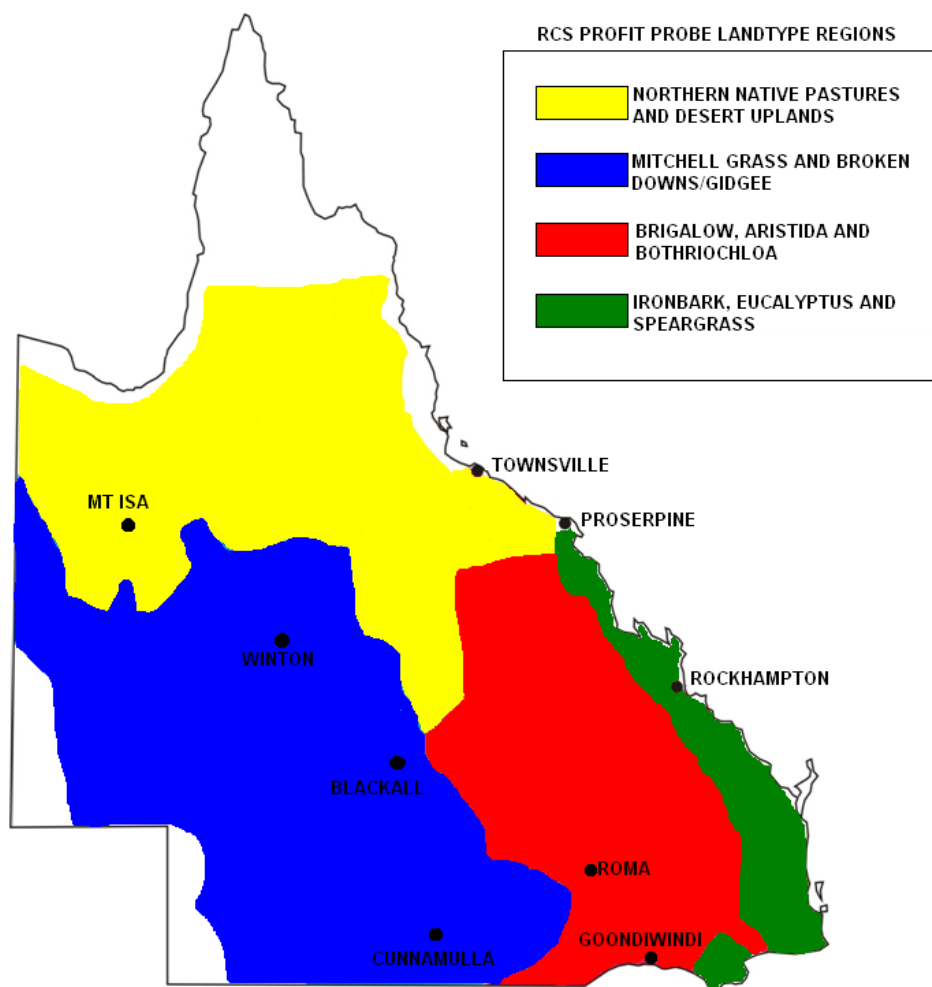 RCS PROFIT PROBE LANDTYPE REGIONS
NORTHERN NATIVE PASTURES
AND DESERT UPLANDS
MITCHELL GRASS AND BROKEN
DOWNS/GIDGEE
BRIGALOW, ARISTIDA AND
BOTHRIOCHLOA
IRONBARK, EUCALYPTUS AND
SPEARGRASS
TOWNSVILLE
MT ISA
PROSERPINE
WINTON
ROCKHAMPTON
BLACKALL
ROMA
GOONDIWINDI
CUNNAMULLA